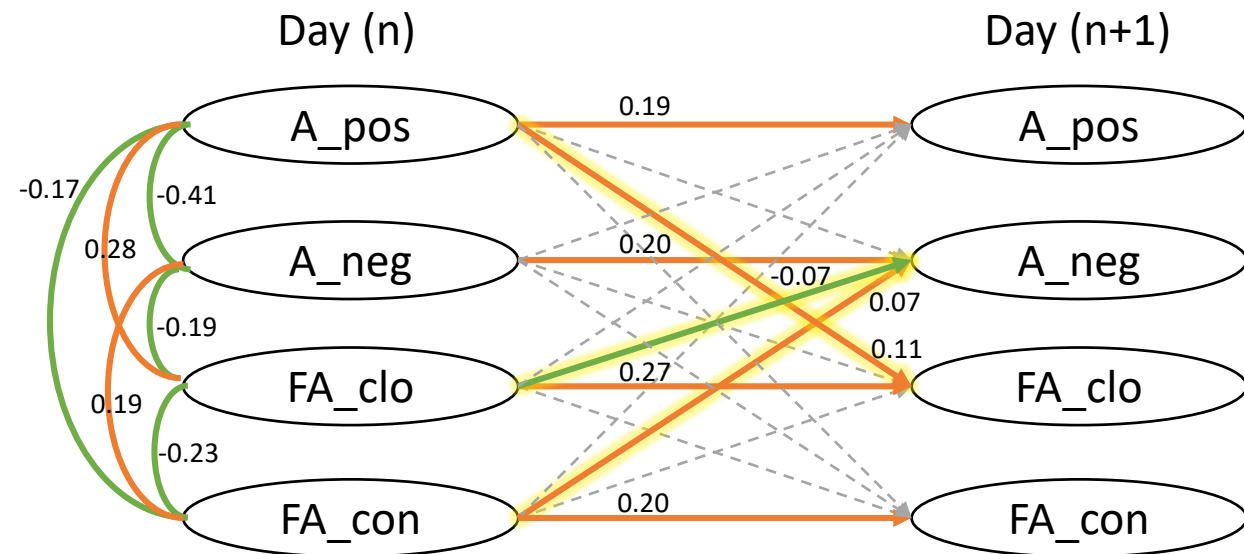 Day (n) Day (n+1)
0.19
A_pos A_pos
-0.17 -0.41
0.28 0.20 -0.07
A_neg A_neg
0.07
-0.19 0.11
0.27
FA_clo FA_clo
0.19
-0.23
0.20
FA_con FA_con